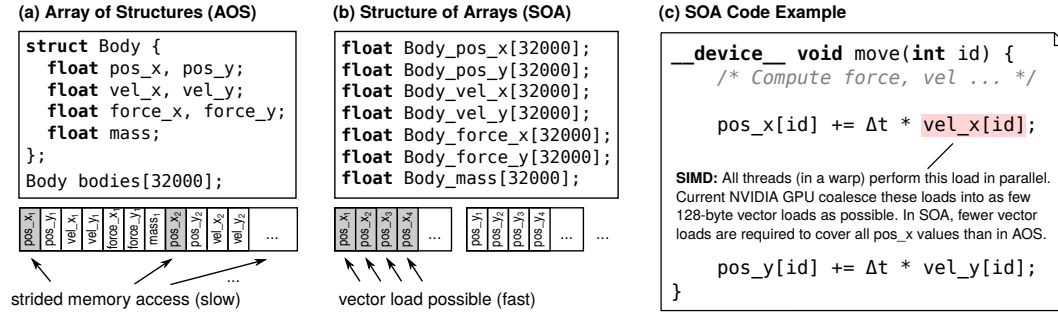 (a) Array of Structures (AOS)
struct Body {
float pos_x, pos_y;
float vel_x, vel_y;
float force_x, force_y;
float mass;
};
Body bodies[32000];
pos_x₁
pos_y₁
vel_x₁
vel_y₁
force_x₁
force_y₁
mass₁
pos_x₂
pos_y₂
vel_x₂
vel_y₂
...
...
strided memory access (slow)
(b) Structure of Arrays (SOA)
float Body_pos_x[32000];
float Body_pos_y[32000];
float Body_vel_x[32000];
float Body_vel_y[32000];
float Body_force_x[32000];
float Body_force_y[32000];
float Body_mass[32000];
pos_x₁
pos_x₂
pos_x₃
pos_x₄
...
pos_y₁
pos_y₂
pos_y₃
pos_y₄
...
...
vector load possible (fast)
(c) SOA Code Example
__device__ void move(int id) {
/* Compute force, vel ... */
pos_x[id] += Δt * vel_x[id];
SIMD: All threads (in a warp) perform this load in parallel.
Current NVIDIA GPU coalesce these loads into as few
128-byte vector loads as possible. In SOA, fewer vector
loads are required to cover all pos_x values than in AOS.
pos_y[id] += Δt * vel_y[id];
}